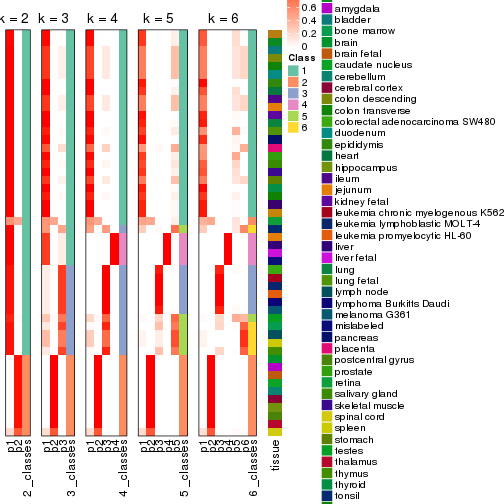 k = 2
k = 3
k = 4
k = 5
k = 6
0.6
0.4
0.2
0
Class
1
2
3
4
5
6
amygdala
bladder
bone marrow
brain
brain fetal
caudate nucleus
cerebellum
cerebral cortex
colon descending
colon transverse
colorectal adenocarcinoma SW480
duodenum
epididymis
heart
hippocampus
ileum
jejunum
kidney fetal
leukemia chronic myelogenous K562
leukemia lymphoblastic MOLT-4
leukemia promyelocytic HL-60
liver
liver fetal
lung
lung fetal
lymph node
lymphoma Burkitts Daudi
melanoma G361
mislabeled
pancreas
placenta
postcentral gyrus
prostate
retina
salivary gland
skeletal muscle
spinal cord
spleen
stomach
testes
thalamus
thymus
thyroid
tonsil
p1
p2
2_classes
p1
p2
p3
3_classes
p1
p2
p3
p4
4_classes
p1
p2
p3
p4
p5
5_classes
p1
p2
p3
p4
p5
p6
6_classes
tissue